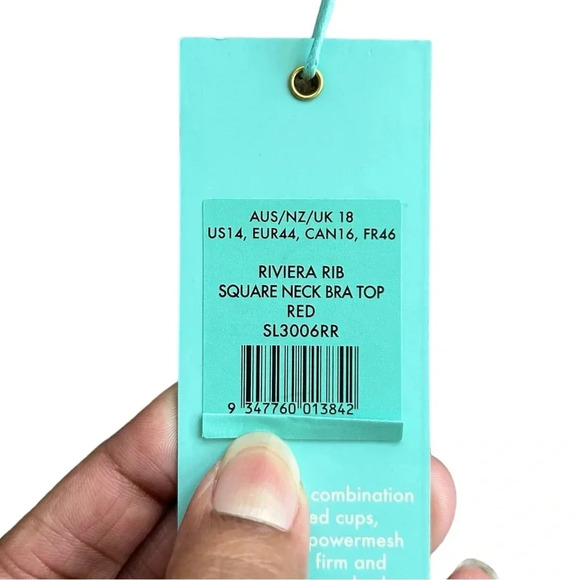 AUS/NZ/UK 18
US14, EUR44, CAN16, FR46
RIVIERA RIB
SQUARE NECK BRA TOP
RED
SL3006RR
9 347760 013842
combination
cups,
powermesh
firm and